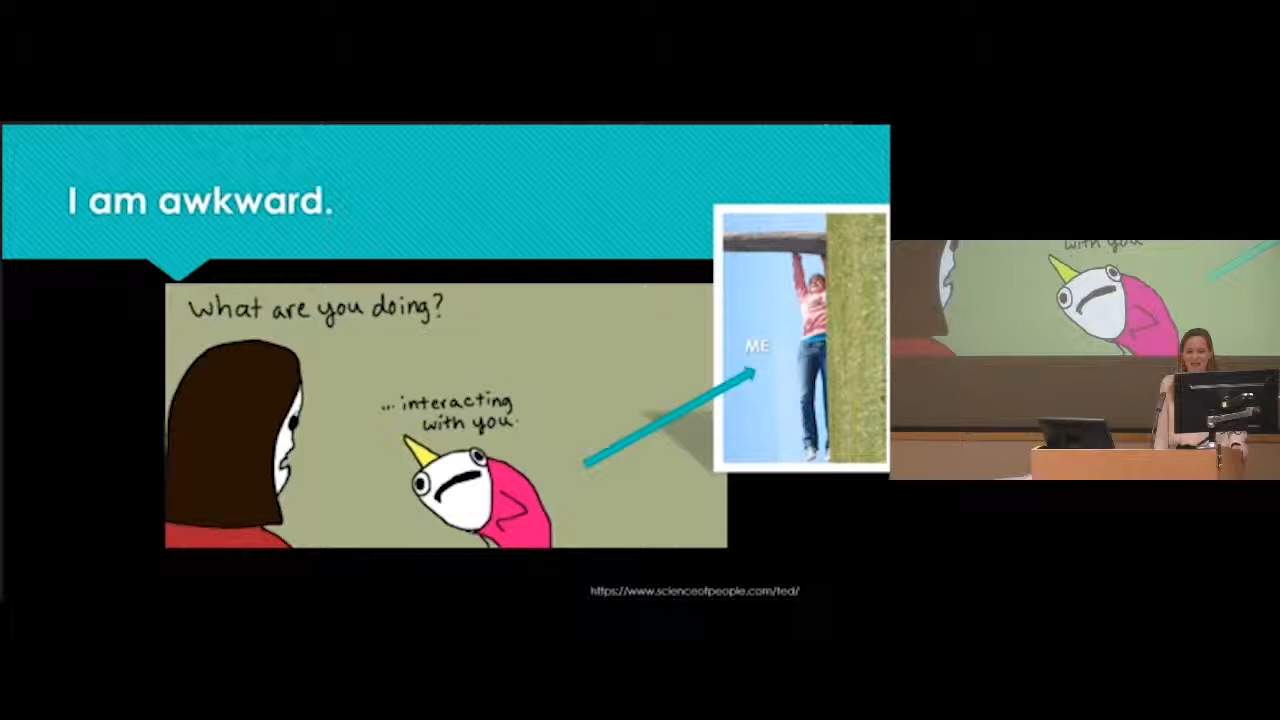 I am awkward.
What are you doing?
... interacting
with you.
ME
https://www.scienceofpeople.com/ted/
with you